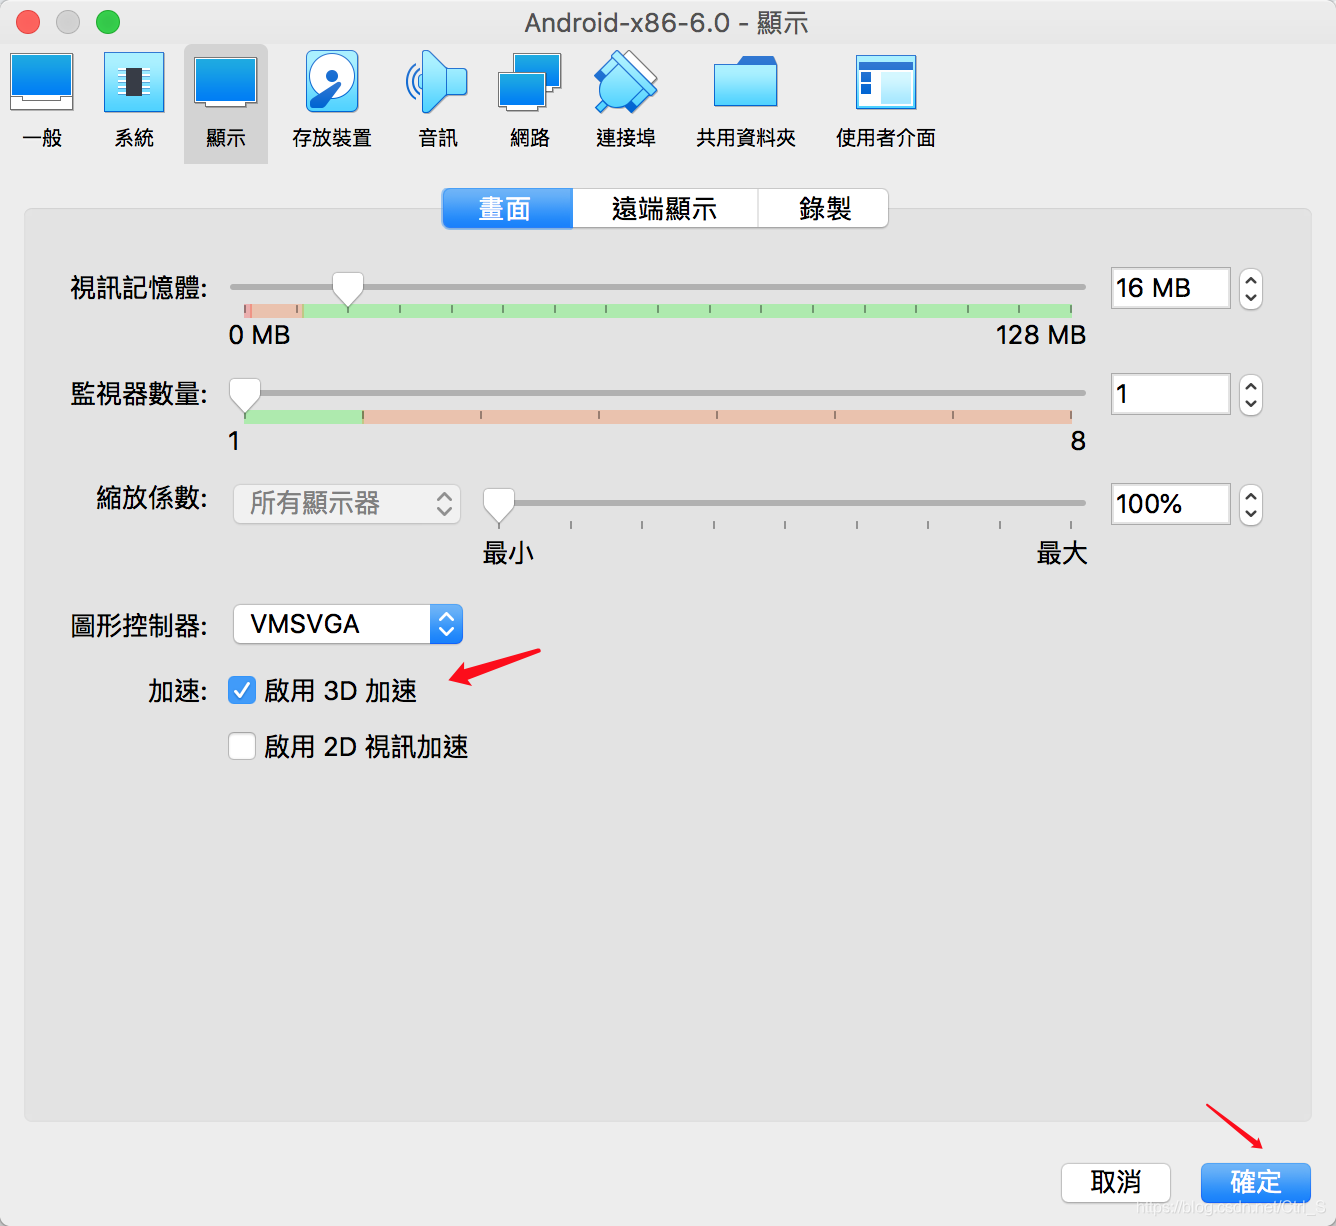 Android-x86-6.0 - 顯示
一般 系統 顯示 存放裝置 音訊 網路 連接埠 共用資料夾 使用者介面
畫面 遠端顯示 錄製
視訊記憶體: 16 MB
0 MB 128 MB
監視器數量: 1
1 8
縮放係數: 所有顯示器 100%
最小 最大
圖形控制器: VMSVGA
加速: 啟用 3D 加速
啟用 2D 視訊加速
取消 確定
https://blog.csdn.net/Ctrl_S